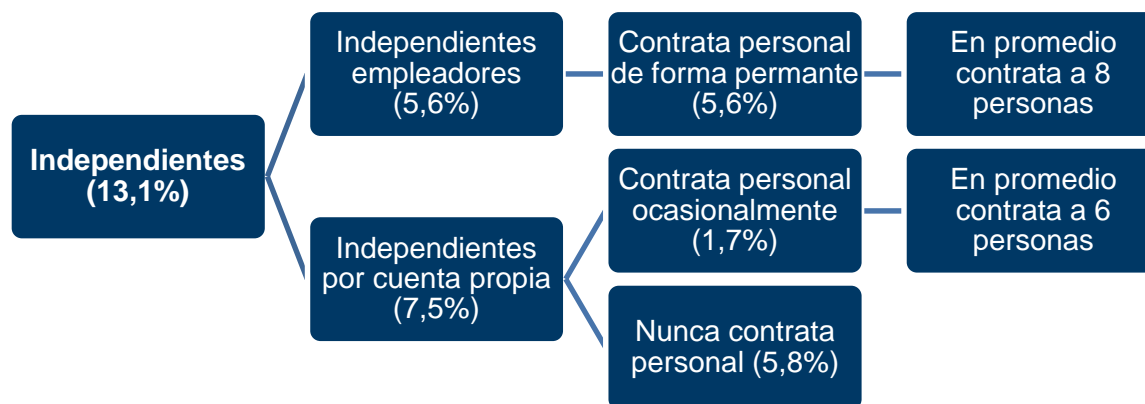 Independientes
(13,1%)
Independientes
empleadores
(5,6%)
Contrata personal
de forma permante
(5,6%)
En promedio
contrata a 8
personas
Independientes
por cuenta propia
(7,5%)
Contrata personal
ocasionalmente
(1,7%)
En promedio
contrata a 6
personas
Nunca contrata
personal (5,8%)